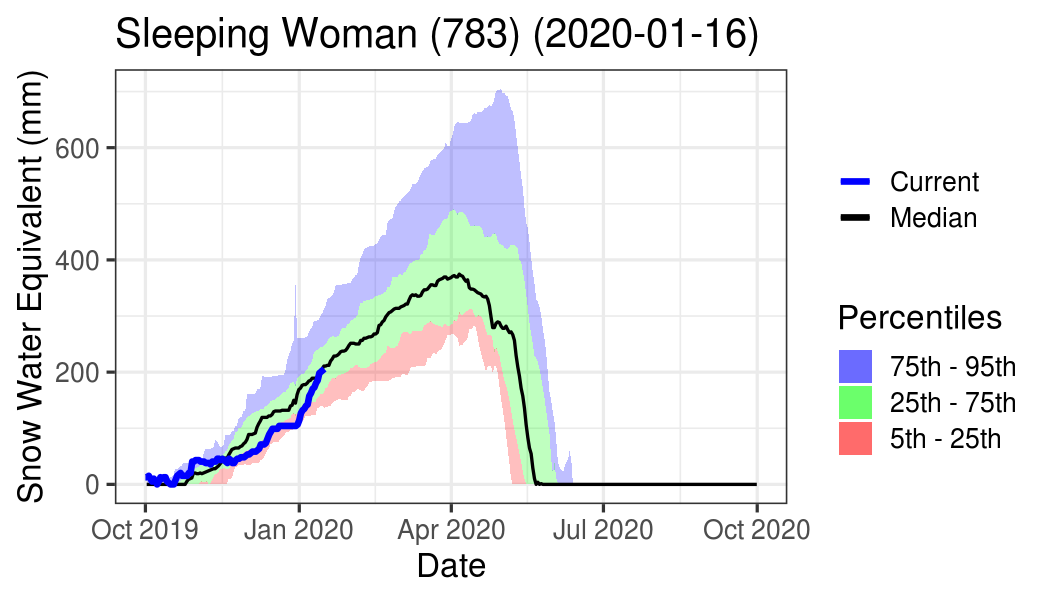 Sleeping Woman (783) (2020-01-16)
Snow Water Equivalent (mm)
600
400
200
0
Oct 2019
Jan 2020
Apr 2020
Jul 2020
Oct 2020
Date
Current
Median
Percentiles
75th - 95th
25th - 75th
5th - 25th